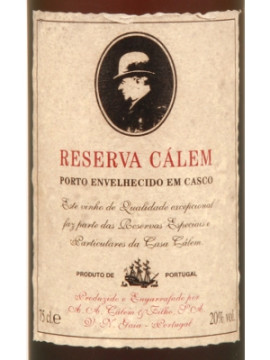 RESERVA CÁLEM
PORTO ENVELHECIDO EM CASCO
Este vinho de Qualidade excepcional
faz parte das Reservas Especiais e
Particulares da Casa Cálem.
PRODUTO DE PORTUGAL
Produzido e Engarrafado por
A. A. Cálem & Filho, S.A.
V. N. Gaia - Portugal
75 cl e 20% vol.